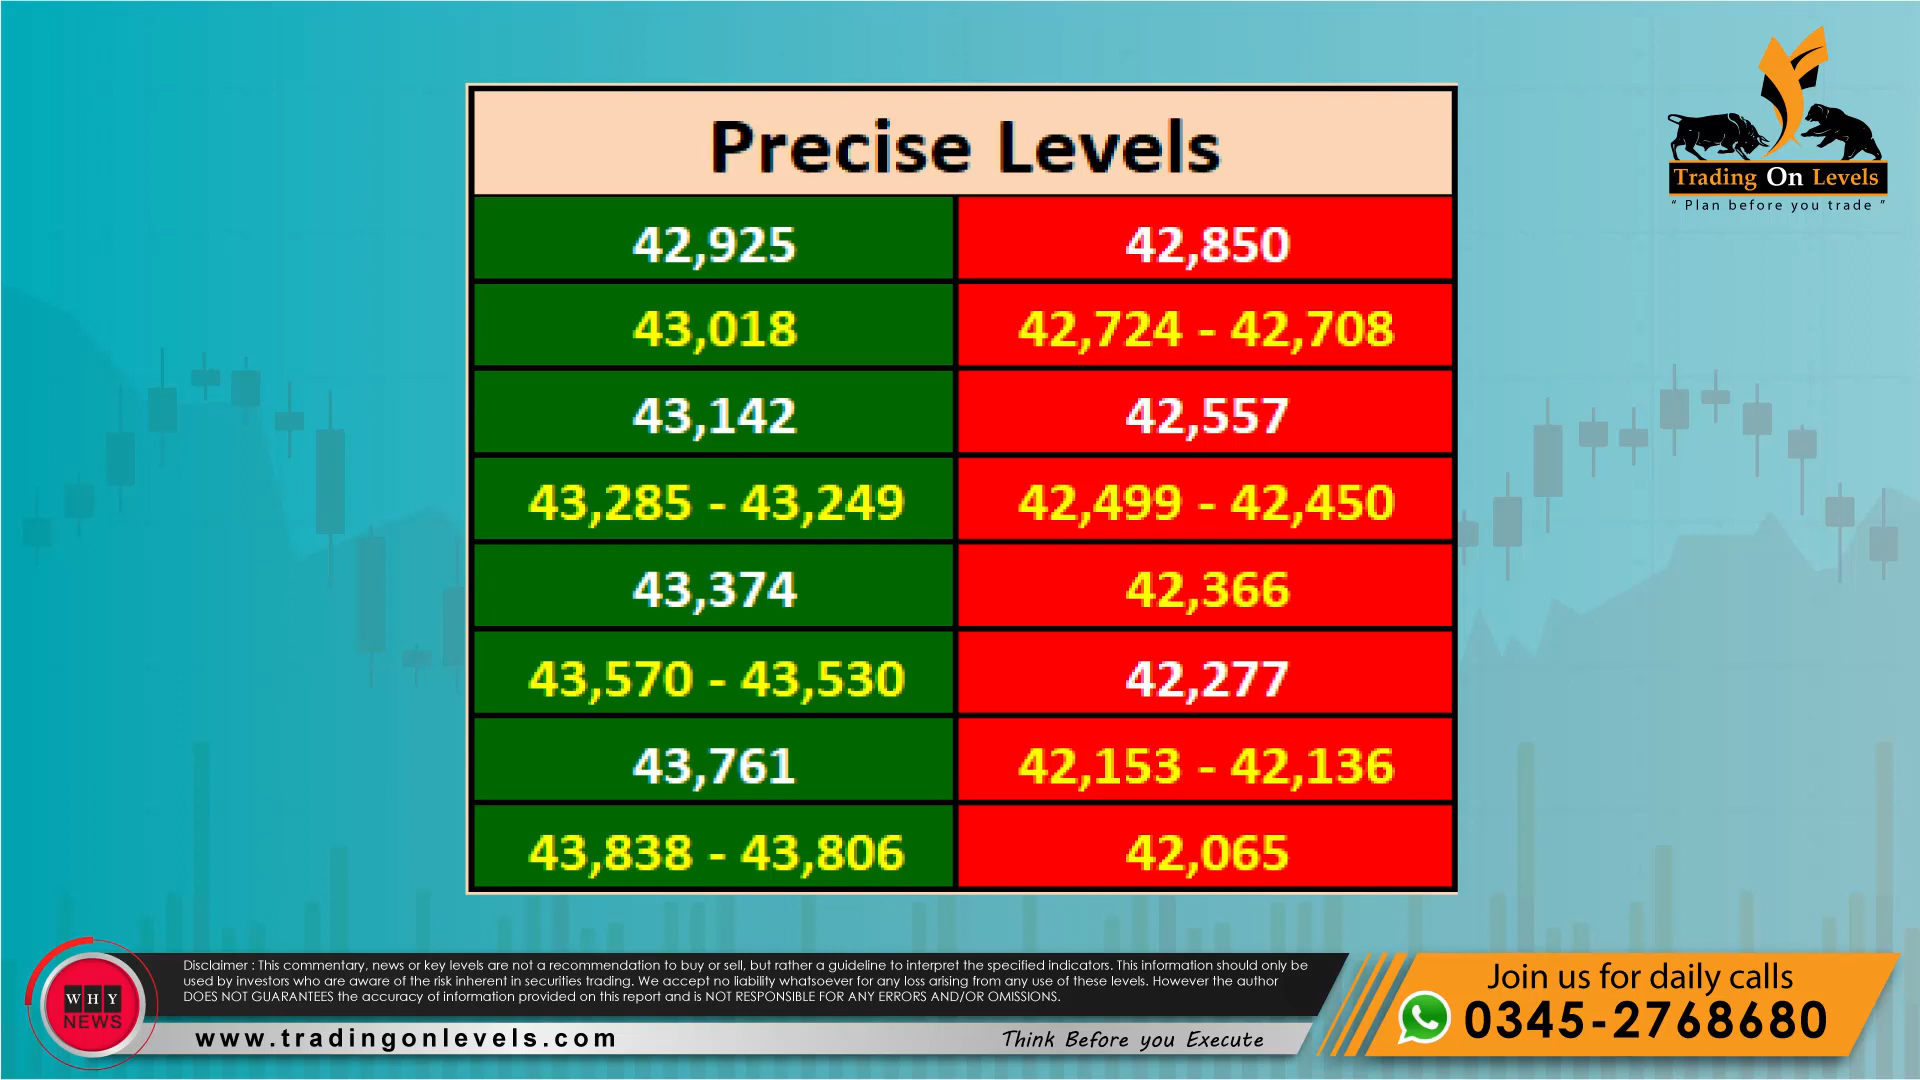 Precise Levels
42,925 42,850
43,018 42,724 - 42,708
43,142 42,557
43,285 - 43,249 42,499 - 42,450
43,374 42,366
43,570 - 43,530 42,277
43,761 42,153 - 42,136
43,838 - 43,806 42,065
Trading On Levels
“ Plan before you trade ”
WHY
NEWS
Disclaimer : This commentary, news or key levels are not a recommendation to buy or sell, but rather a guideline to interpret the specified indicators. This information should only be
used by investors who are aware of the risk inherent in securities trading. We accept no liability whatsoever for any loss arising from any use of these levels. However the author
DOES NOT GUARANTEES the accuracy of information provided on this report and is NOT RESPONSIBLE FOR ANY ERRORS AND/OR OMISSIONS.
www.tradingonlevels.com
Think Before you Execute
Join us for daily calls
0345-2768680